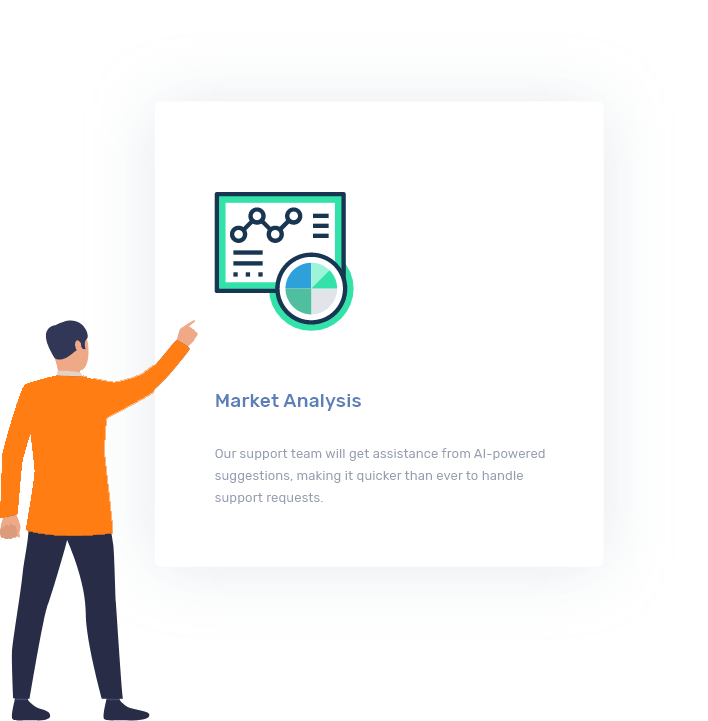 Market Analysis
Our support team will get assistance from AI-powered
suggestions, making it quicker than ever to handle
support requests.